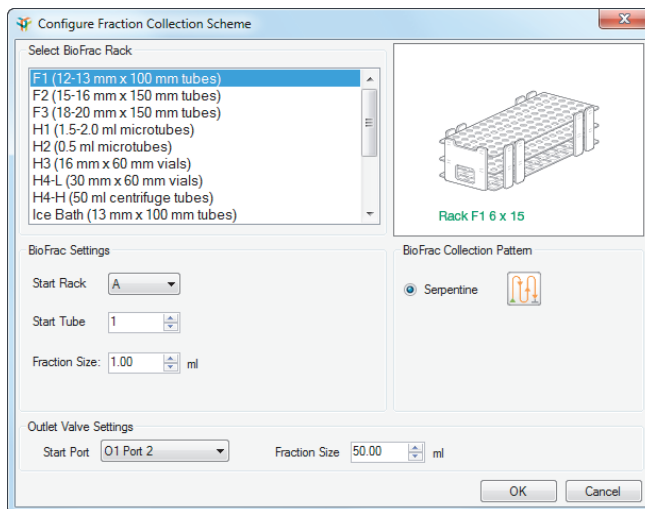 Configure Fraction Collection Scheme
Select BioFrac Rack
F1 (12-13 mm x 100 mm tubes)
F2 (15-16 mm x 150 mm tubes)
F3 (18-20 mm x 150 mm tubes)
H1 (1.5-2.0 ml microtubes)
H2 (0.5 ml microtubes)
H3 (16 mm x 60 mm vials)
H4-L (30 mm x 60 mm vials)
H4-H (50 ml centrifuge tubes)
Ice Bath (13 mm x 100 mm tubes)
Rack F1 6 x 15
BioFrac Settings
Start Rack A
Start Tube 1
Fraction Size: 1.00 ml
BioFrac Collection Pattern
Serpentine
Outlet Valve Settings
Start Port O1 Port 2 Fraction Size 50.00 ml
OK Cancel